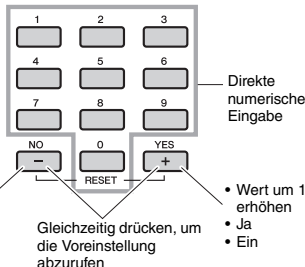 1 2 3
4 5 6
Direkte
numerische
Eingabe
7 8 9
NO 0 YES
− +
RESET
• Wert um 1
erhöhen
• Ja
• Ein
Gleichzeitig drücken, um
die Voreinstellung
abzurufen